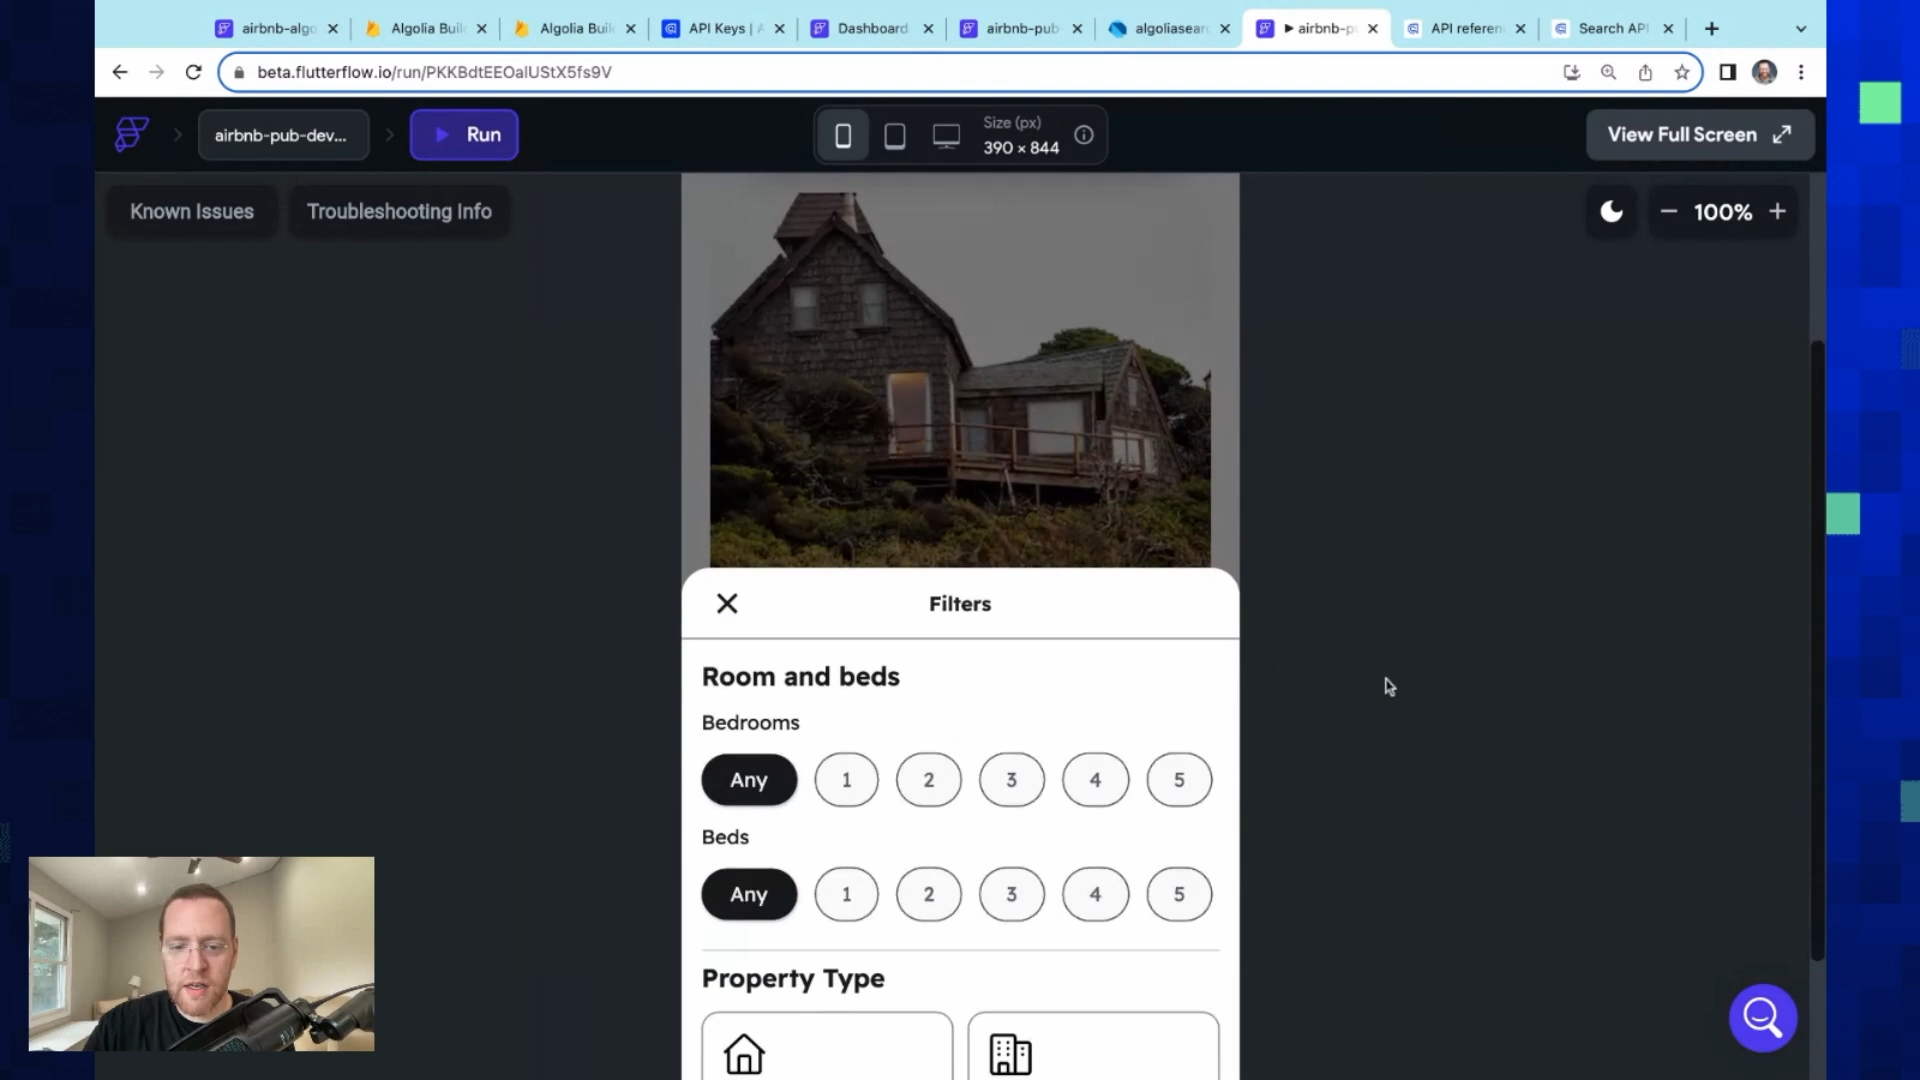 airbnb-algo
Algolia Buil
Algolia Buil
API Keys | A
Dashboard
airbnb-pub-
algoliasear
airbnb-p
API referen
Search API
beta.flutterflow.io/run/PKKBdtEEOalUStX5fs9V
airbnb-pub-dev...
Run
Size (px)
390 × 844
View Full Screen
Known Issues
Troubleshooting Info
100%
Filters
Room and beds
Bedrooms
Any 1 2 3 4 5
Beds
Any 1 2 3 4 5
Property Type